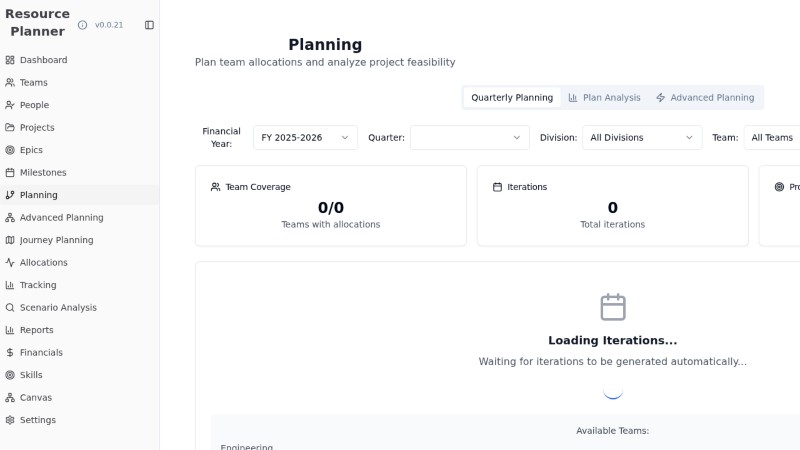 Resource
Planner
v0.0.21
Dashboard
Teams
People
Projects
Epics
Milestones
Planning
Advanced Planning
Journey Planning
Allocations
Tracking
Scenario Analysis
Reports
Financials
Skills
Canvas
Settings
Planning
Plan team allocations and analyze project feasibility
Quarterly Planning Plan Analysis Advanced Planning
Financial
Year:
FY 2025-2026
Quarter:
Division:
All Divisions
Team:
All Teams
Team Coverage
0/0
Teams with allocations
Iterations
0
Total iterations
Loading Iterations...
Waiting for iterations to be generated automatically...
Available Teams:
Engineering